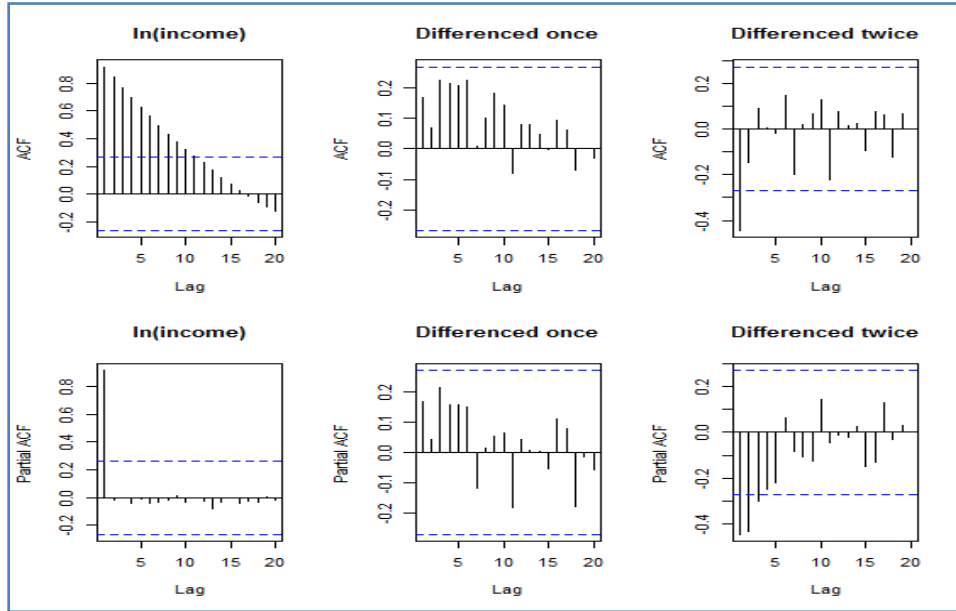 ln(income)
ACF
-0.2 0.0 0.2 0.4 0.6 0.8
5 10 15 20
Lag
Differenced once
ACF
-0.2 -0.1 0.0 0.1 0.2
5 10 15 20
Lag
Differenced twice
ACF
-0.4 -0.2 0.0 0.2
5 10 15 20
Lag
ln(income)
Partial ACF
-0.2 0.0 0.2 0.4 0.6 0.8
5 10 15 20
Lag
Differenced once
Partial ACF
-0.2 -0.1 0.0 0.1 0.2
5 10 15 20
Lag
Differenced twice
Partial ACF
-0.4 -0.2 0.0 0.2
5 10 15 20
Lag